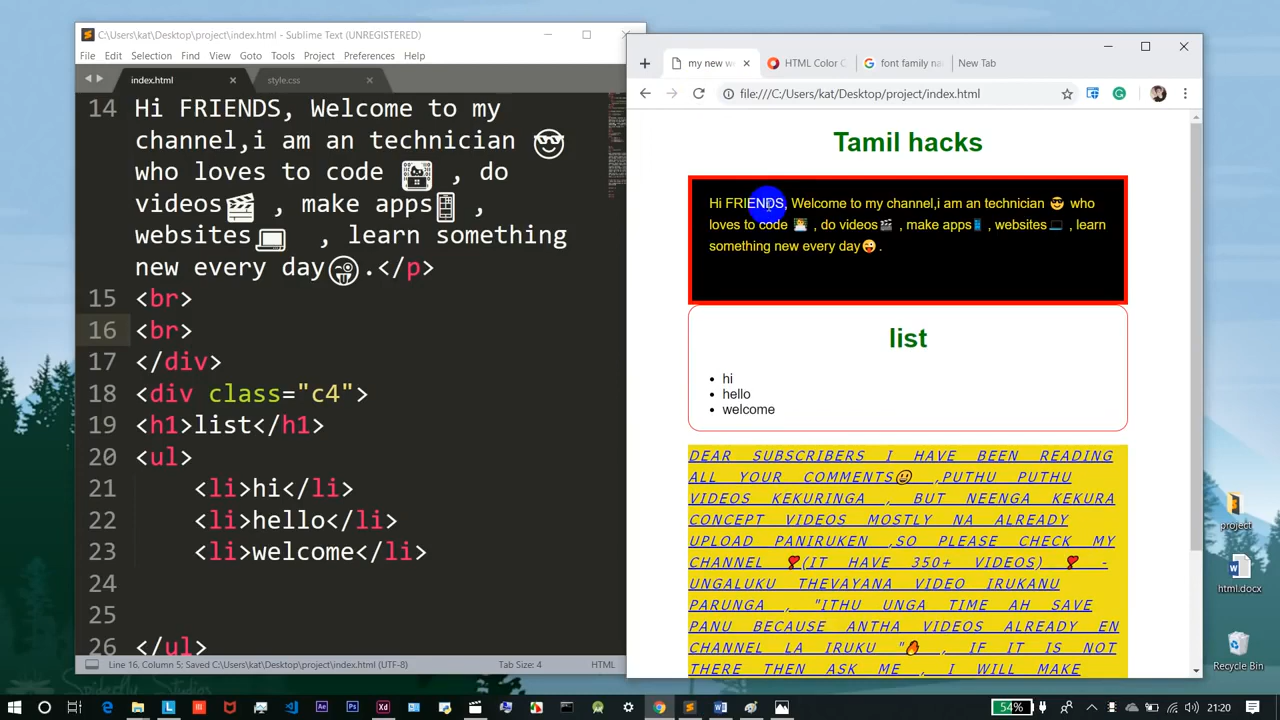 C:\Users\kat\Desktop\project\index.html - Sublime Text (UNREGISTERED)
File Edit Selection Find View Goto Tools Project Preferences Help
index.html
style.css
14 Hi FRIENDS, Welcome to my
channel,i am an technician 😎
who loves to code 👩‍💻 , do
videos🎬 , make apps📱 ,
websites💻 , learn something
new every day😜.</p>
15 <br>
16 <br>
17 </div>
18 <div class="c4">
19 <h1>list</h1>
20 <ul>
21 <li>hi</li>
22 <li>hello</li>
23 <li>welcome</li>
24
25
26 </ul>
Line 16, Column 5; Saved C:\Users\kat\Desktop\project\index.html (UTF-8)
Tab Size: 4
HTML
my new we
HTML Color C
font family na
New Tab
file:///C:/Users/kat/Desktop/project/index.html
Tamil hacks
Hi FRIENDS, Welcome to my channel,i am an technician 😎 who
loves to code 👩‍💻 , do videos🎬 , make apps📱 , websites💻 , learn
something new every day😜.
list
• hi
• hello
• welcome
DEAR SUBSCRIBERS I HAVE BEEN READING
ALL YOUR COMMENTS😃 ,PUTHU PUTHU
VIDEOS KEKURINGA , BUT NEENGA KEKURA
CONCEPT VIDEOS MOSTLY NA ALREADY
UPLOAD PANIRUKEN ,SO PLEASE CHECK MY
CHANNEL ❣(IT HAVE 350+ VIDEOS) ❣ -
UNGALUKU THEVAYANA VIDEO IRUKANU
PARUNGA , "ITHU UNGA TIME AH SAVE
PANU BECAUSE ANTHA VIDEOS ALREADY EN
CHANNEL LA IRUKU "🔥 , IF IT IS NOT
THERE THEN ASK ME , I WILL MAKE
project
html.docx
Recycle Bin
Spiderfly Studios
54%
21:20